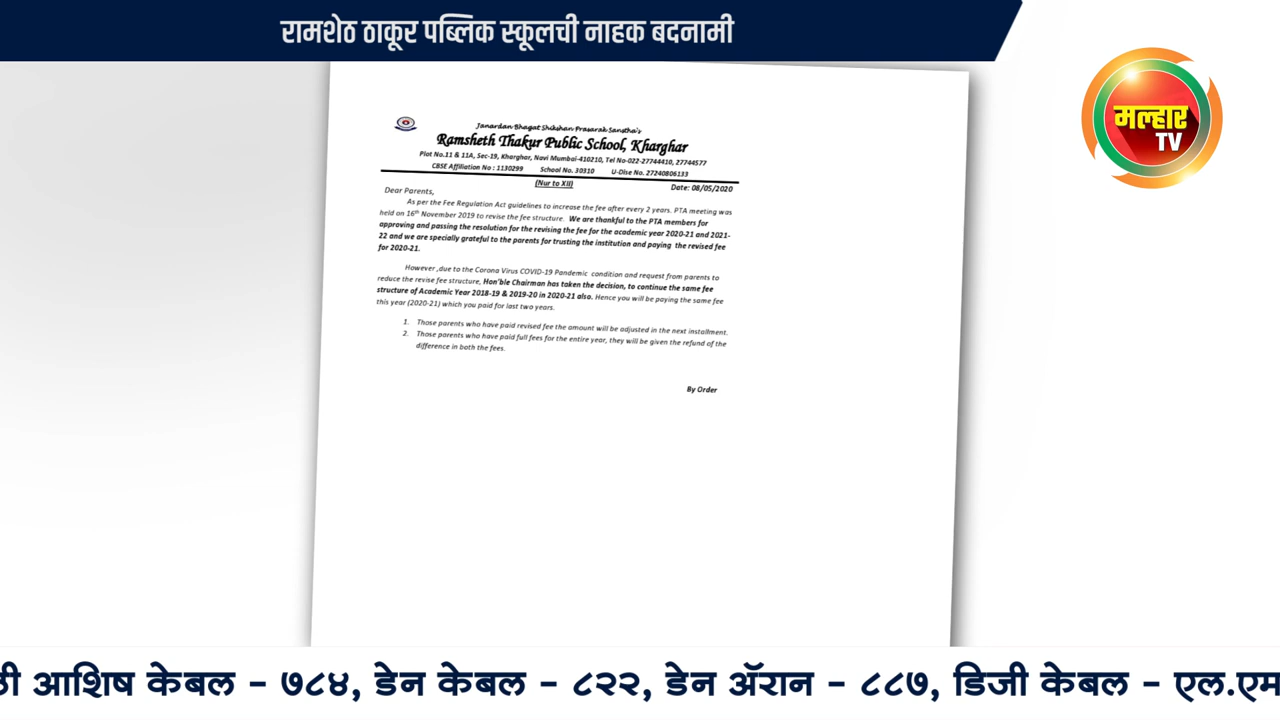 रामशेठ ठाकूर पब्लिक स्कूलची नाहक बदनामी
मल्हार
TV
Janardan Bhagat Shikshan Prasarak Sanstha's
Ramsheth Thakur Public School, Kharghar
Plot No.11 & 11A, Sec-19, Kharghar, Navi Mumbai-410210, Tel No-022-27744410, 27744577
CBSE Affiliation No : 1130299 School No. 30310 U-Dise No. 27240806133
(Nur to XII)
Date: 08/05/2020
Dear Parents,
As per the Fee Regulation Act guidelines to increase the fee after every 2 years. PTA meeting was
held on 16th November 2019 to revise the fee structure. We are thankful to the PTA members for
approving and passing the resolution for the revising the fee for the academic year 2020-21 and 2021-
22 and we are specially grateful to the parents for trusting the institution and paying the revised fee
for 2020-21.
However ,due to the Corona Virus COVID-19 Pandemic condition and request from parents to
reduce the revise fee structure, Hon'ble Chairman has taken the decision, to continue the same fee
structure of Academic Year 2018-19 & 2019-20 in 2020-21 also. Hence you will be paying the same fee
this year (2020-21) which you paid for last two years.
1. Those parents who have paid revised fee the amount will be adjusted in the next installment.
2. Those parents who have paid full fees for the entire year, they will be given the refund of the
difference in both the fees.
By Order
ठी आशिष केबल - ७८४, डेन केबल - ८२२, डेन ॲरान - ८८७, डिजी केबल - एल.एम